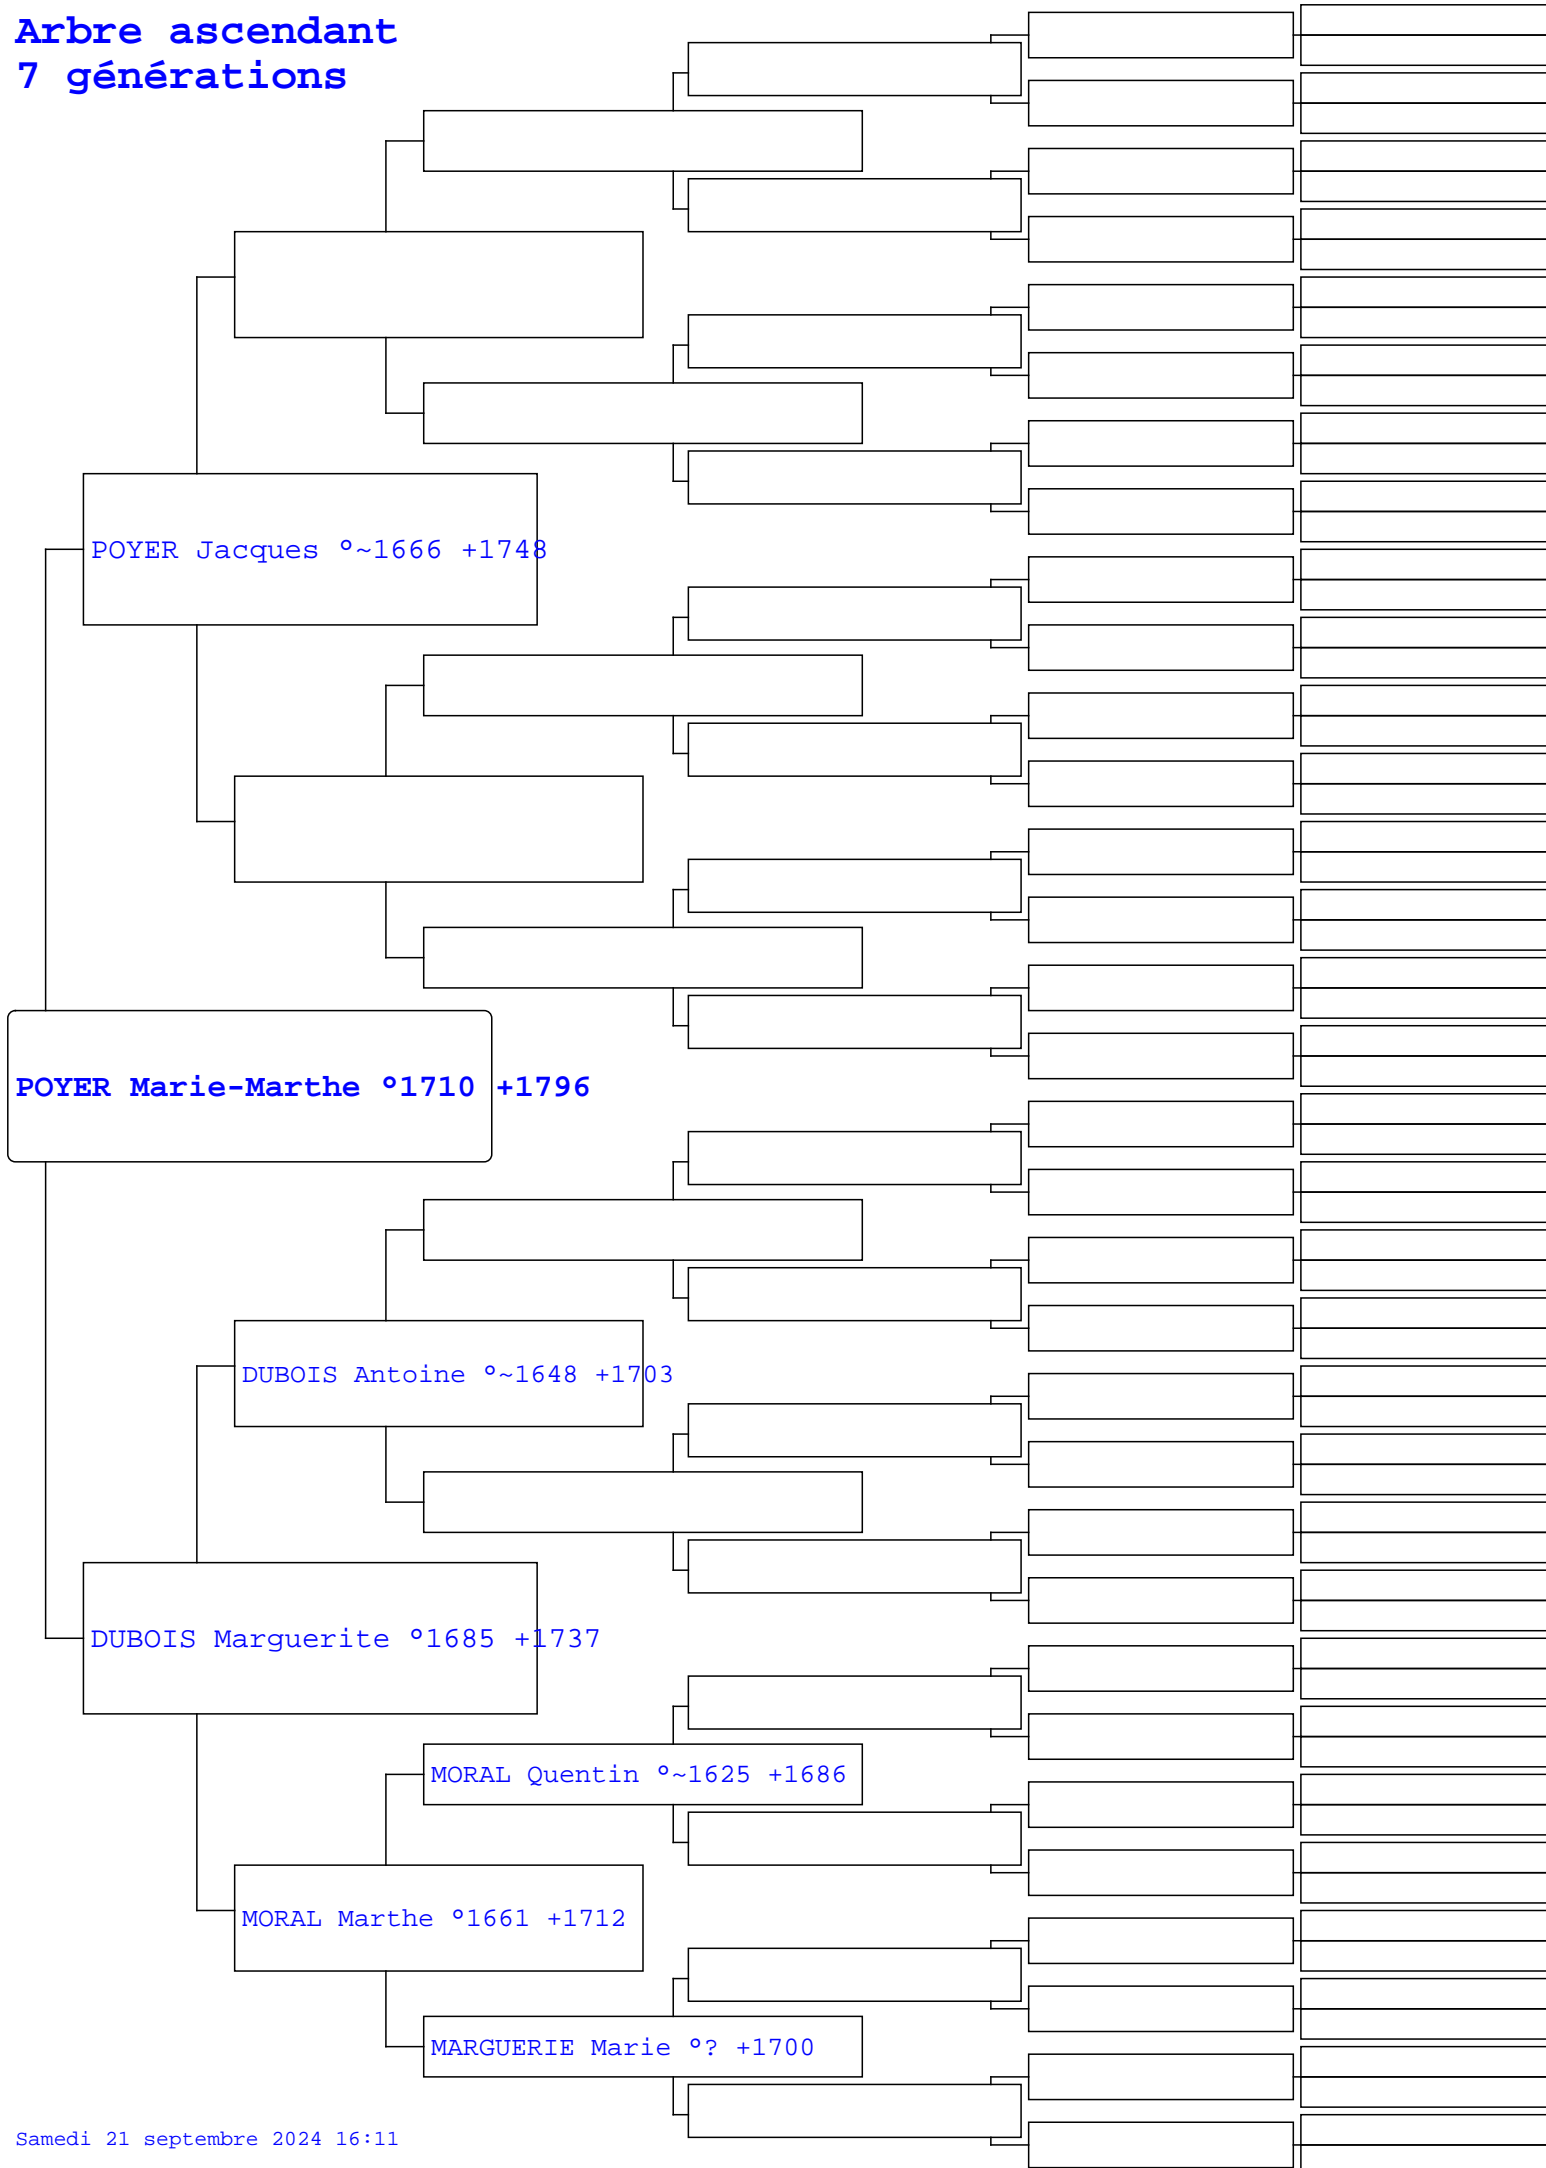 Arbre ascendant
7 générations
POYER Jacques °~1666 +1748
POYER Marie-Marthe °1710 +1796
DUBOIS Antoine °~1648 +1703
DUBOIS Marguerite °1685 +1737
MORAL Quentin °~1625 +1686
MORAL Marthe °1661 +1712
MARGUERIE Marie °? +1700
Samedi 21 septembre 2024 16:11